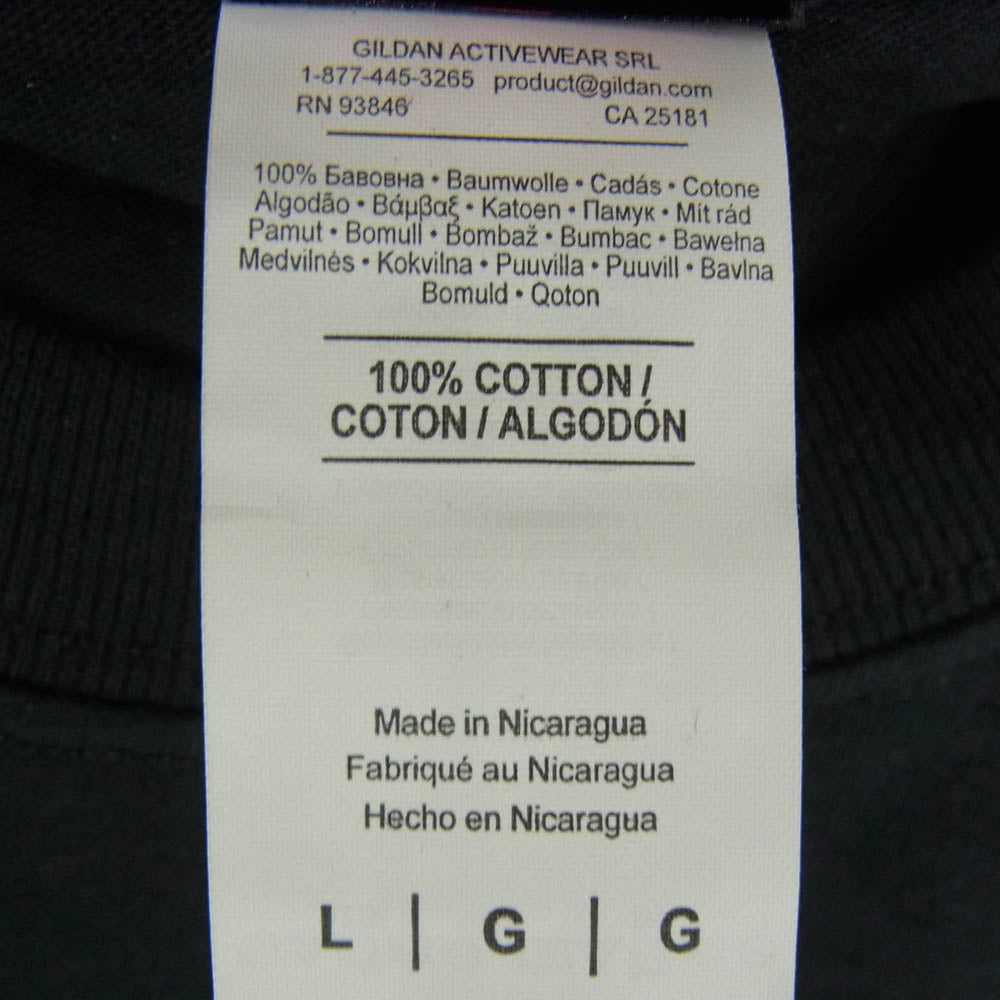 GILDAN ACTIVEWEAR SRL
1-877-445-3265 product@gildan.com
RN 93846 CA 25181
100% Бавовна • Baumwolle • Cadás • Cotone
Algodão • Βάμβαξ • Katoen • Памук • Mit rád
Pamut • Bomull • Bombaž • Bumbac • Bawełna
Medvilnės • Kokvilna • Puuvilla • Puuvill • Bavlna
Bomuld • Qoton
100% COTTON /
COTON / ALGODÓN
Made in Nicaragua
Fabriqué au Nicaragua
Hecho en Nicaragua
L | G | G